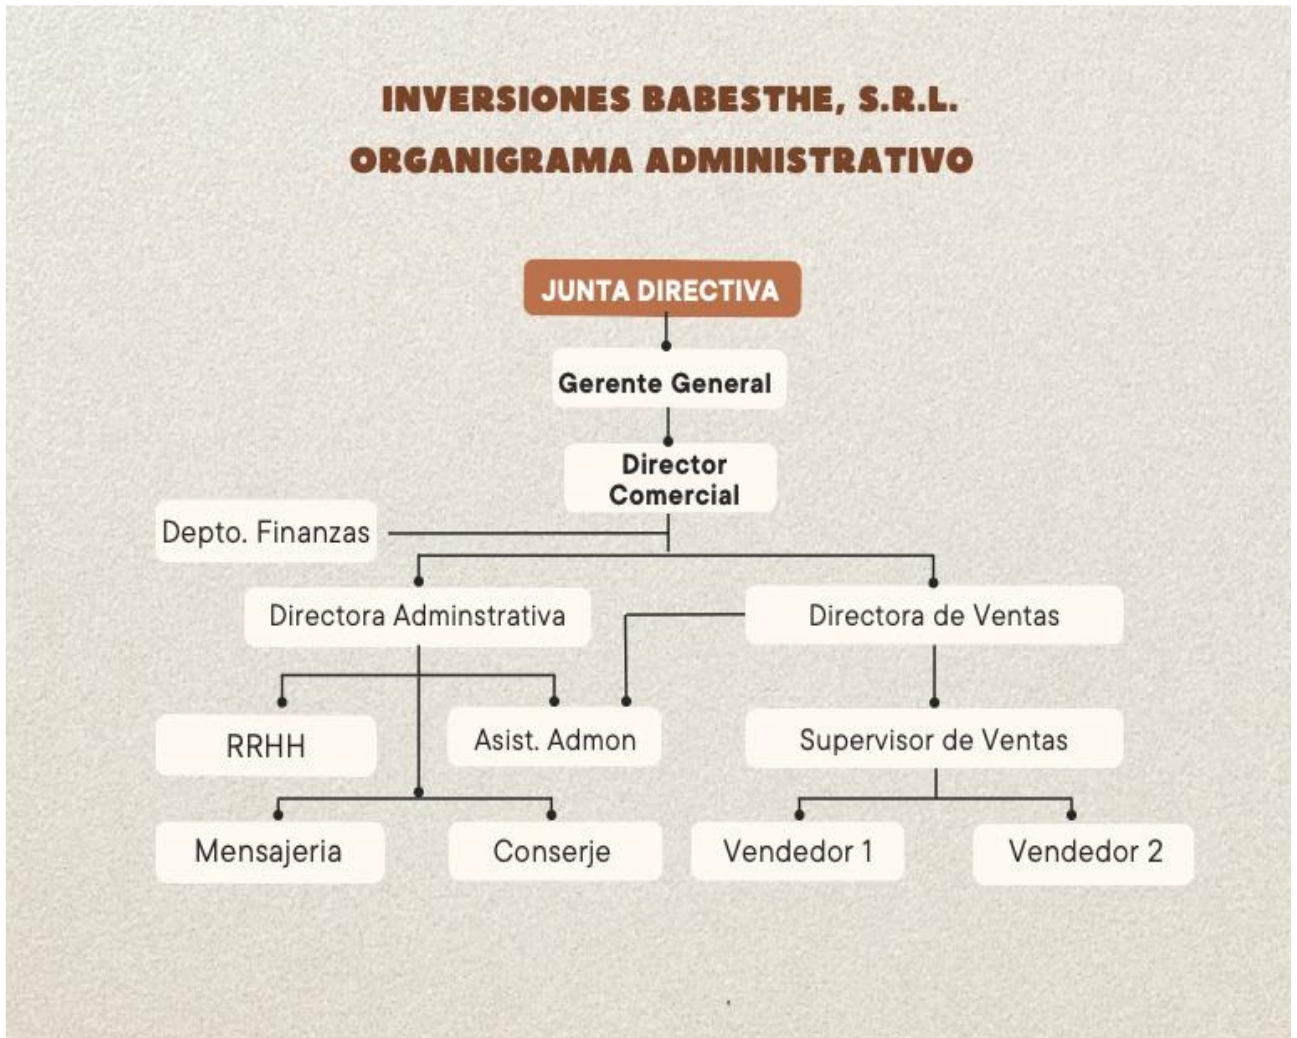 INVERSIONES BABESTHE, S.R.L.
ORGANIGRAMA ADMINISTRATIVO
JUNTA DIRECTIVA
Gerente General
Director
Comercial
Depto. Finanzas
Directora Adminstrativa
Directora de Ventas
RRHH
Asist. Admon
Supervisor de Ventas
Mensajeria
Conserje
Vendedor 1
Vendedor 2